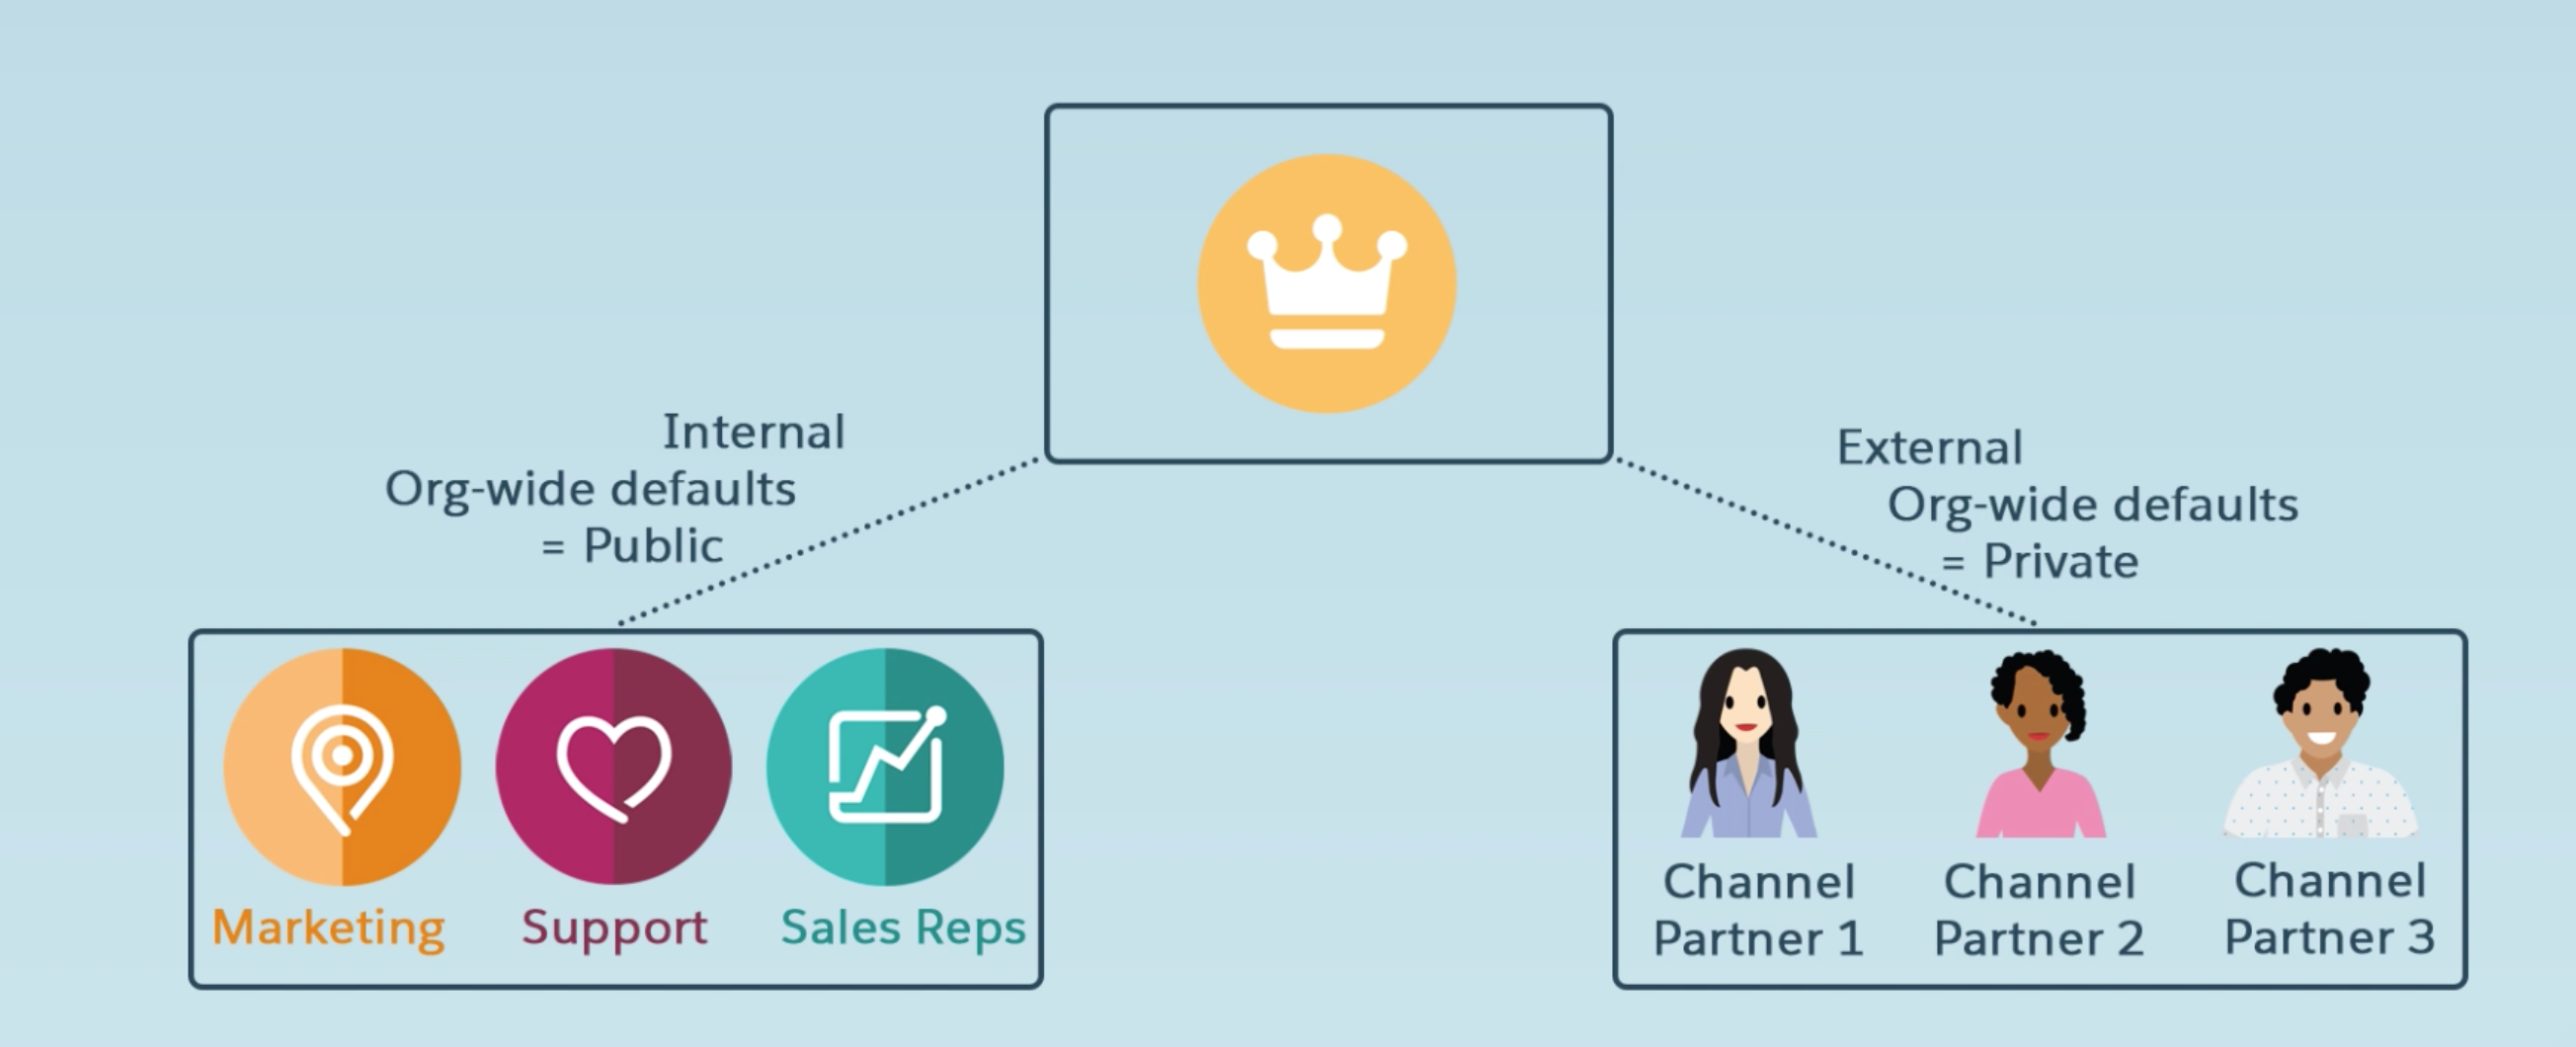 Internal
Org-wide defaults
= Public
External
Org-wide defaults
= Private
Marketing
Support
Sales Reps
Channel
Partner 1
Channel
Partner 2
Channel
Partner 3